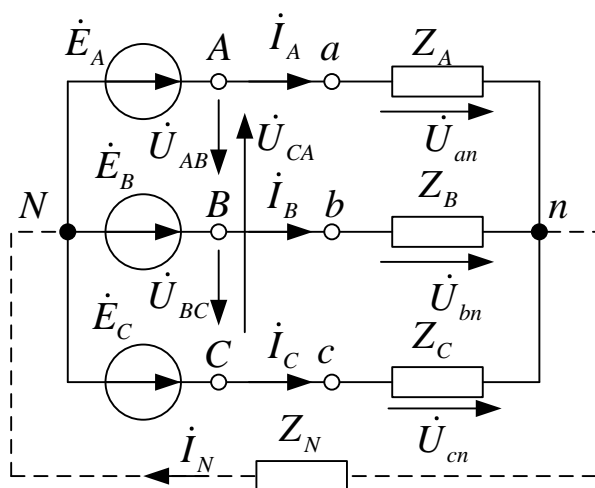 Ė_A A İ_A a Z_A
U̇_AB U̇_CA U̇_an
Ė_B B İ_B b Z_B
N n
U̇_BC U̇_bn
Ė_C C İ_C c Z_C
U̇_cn
İ_N Z_N